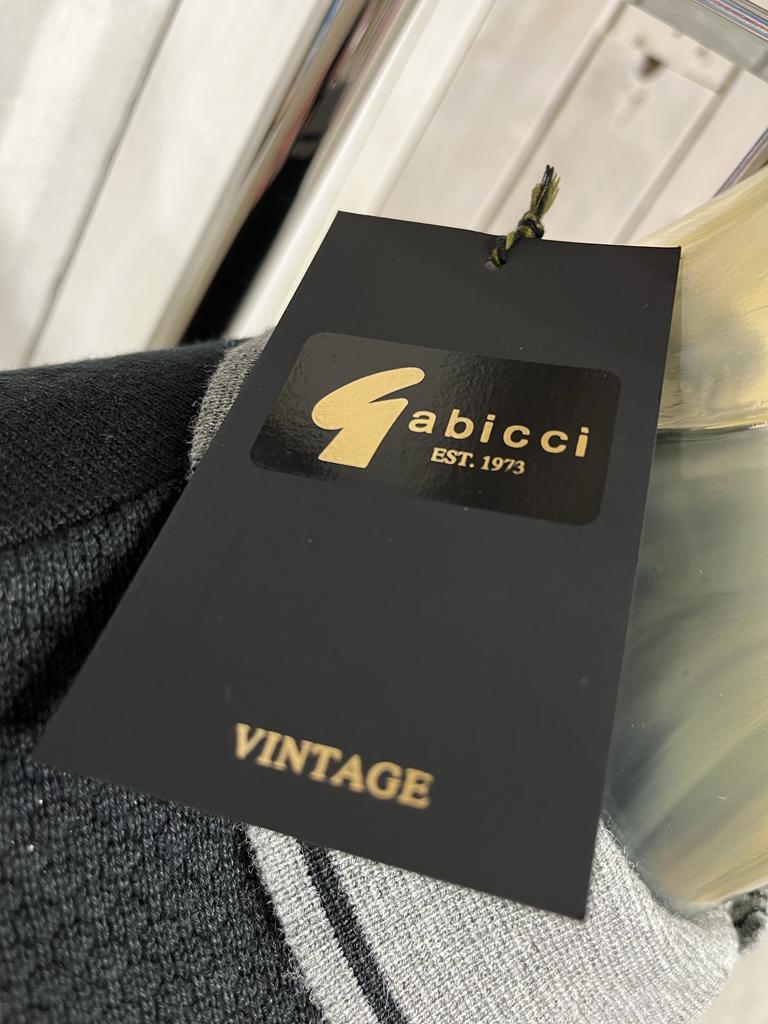 Gabicci
EST. 1973
VINTAGE